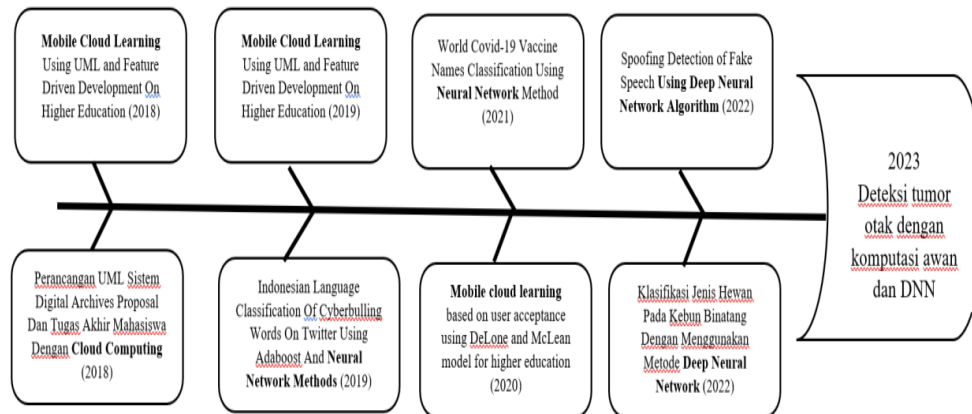 Mobile Cloud Learning
Using UML and Feature
Driven Development On
Higher Education (2018)
Mobile Cloud Learning
Using UML and Feature
Driven Development On
Higher Education (2019)
World Covid-19 Vaccine
Names Classification Using
Neural Network Method
(2021)
Spoofing Detection of Fake
Speech Using Deep Neural
Network Algorithm (2022)
2023
Deteksi tumor
otak dengan
komputasi awan
dan DNN
Perancangan UML Sistem
Digital Archives Proposal
Dan Tugas Akhir Mahasiswa
Dengan Cloud Computing
(2018)
Indonesian Language
Classification Of Cyberbulling
Words On Twitter Using
Adaboost And Neural
Network Methods (2019)
Mobile cloud learning
based on user acceptance
using DeLone and McLean
model for higher education
(2020)
Klasifikasi Jenis Hewan
Pada Kebun Binatang
Dengan Menggunakan
Metode Deep Neural
Network (2022)